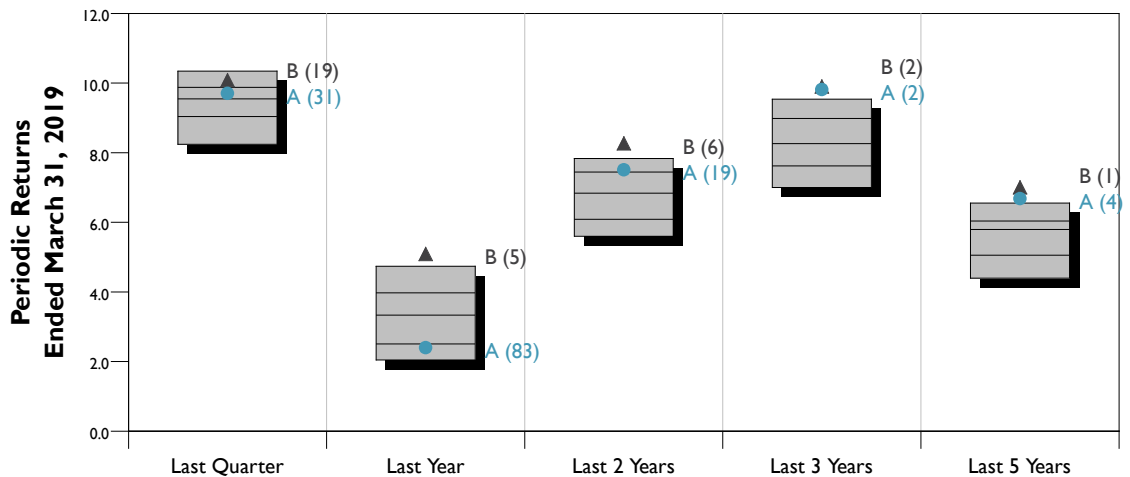 Periodic Returns
Ended March 31, 2019
12.0
10.0
8.0
6.0
4.0
2.0
0.0
B (19)
A (31)
B (5)
A (83)
B (6)
A (19)
B (2)
A (2)
B (1)
A (4)
Last Quarter
Last Year
Last 2 Years
Last 3 Years
Last 5 Years